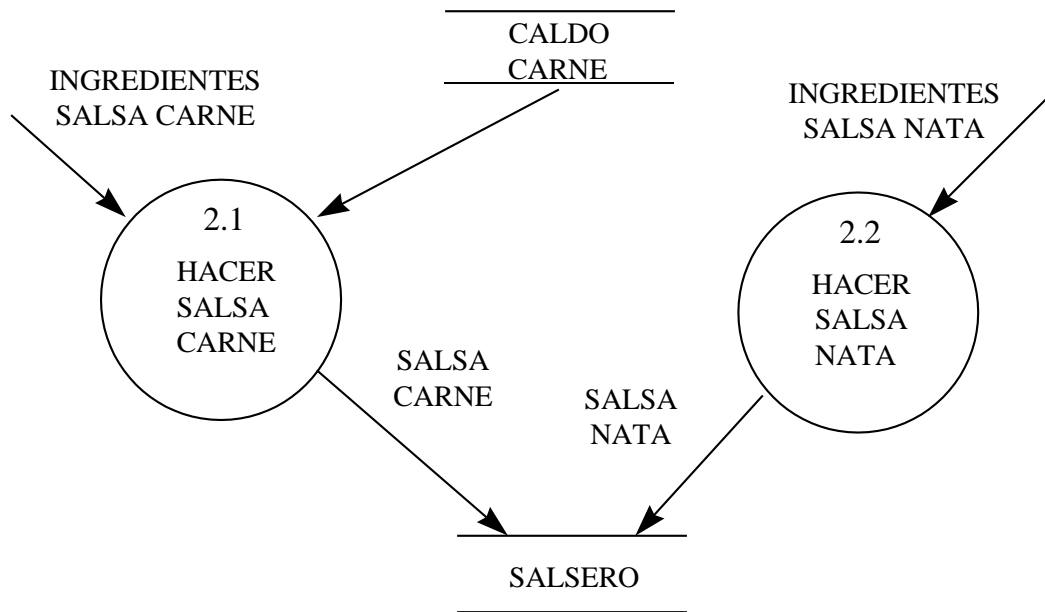 CALDO
CARNE
INGREDIENTES
SALSA CARNE
INGREDIENTES
SALSA NATA
2.1
HACER
SALSA
CARNE
2.2
HACER
SALSA
NATA
SALSA
CARNE
SALSA
NATA
SALSERO